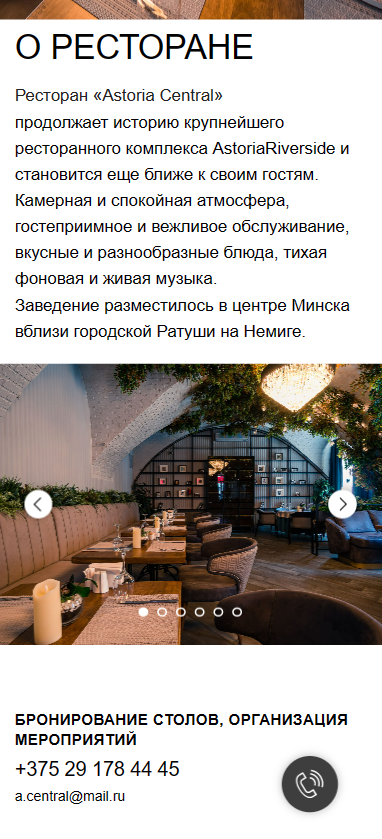 О РЕСТОРАНЕ
Ресторан «Astoria Central»
продолжает историю крупнейшего
ресторанного комплекса AstoriaRiverside и
становится еще ближе к своим гостям.
Камерная и спокойная атмосфера,
гостеприимное и вежливое обслуживание,
вкусные и разнообразные блюда, тихая
фоновая и живая музыка.
Заведение разместилось в центре Минска
вблизи городской Ратуши на Немиге.
БРОНИРОВАНИЕ СТОЛОВ, ОРГАНИЗАЦИЯ
МЕРОПРИЯТИЙ
+375 29 178 44 45
a.central@mail.ru